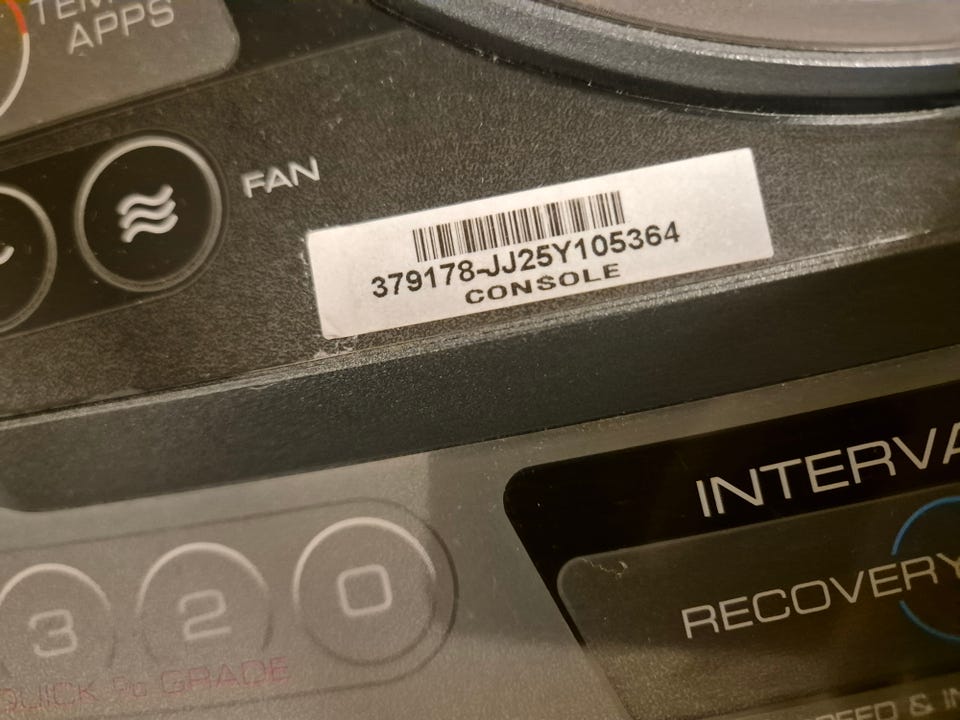 APPS
FAN
379178-JJ25Y105364
CONSOLE
INTERVA
RECOVERY
3 2 0
QUICK % GRADE